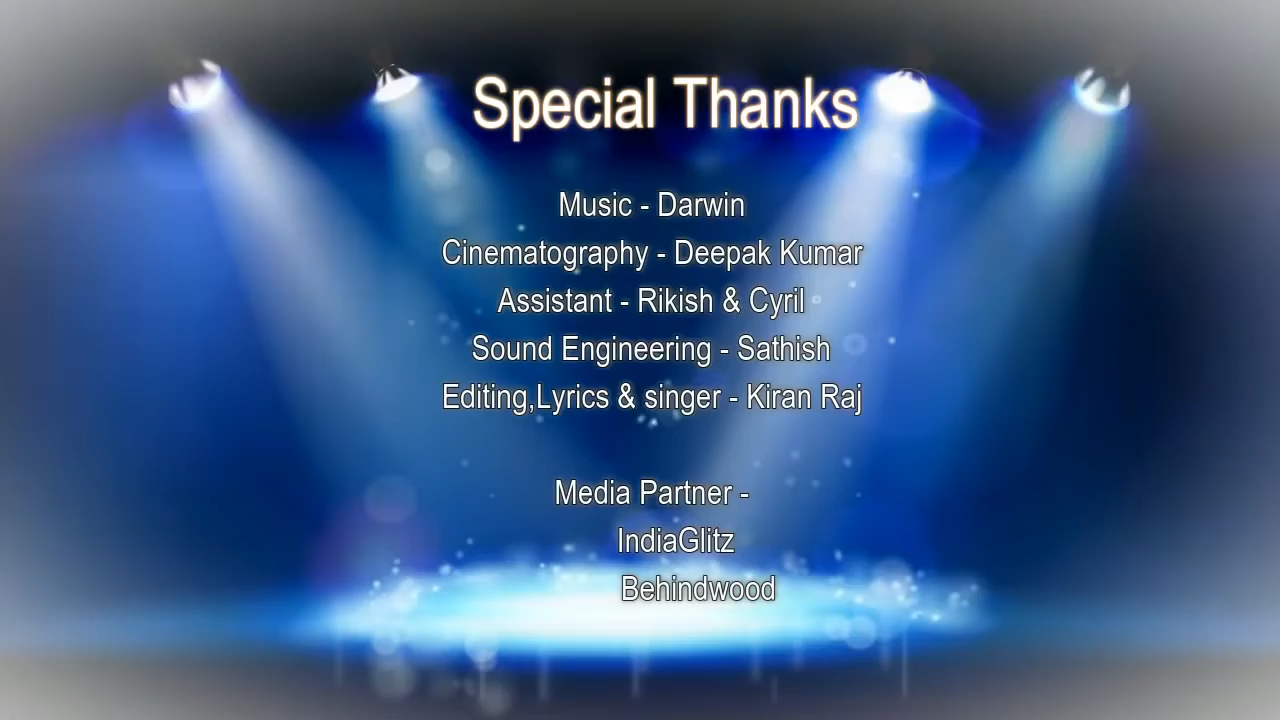 Special Thanks
Music - Darwin
Cinematography - Deepak Kumar
Assistant - Rikish & Cyril
Sound Engineering - Sathish
Editing,Lyrics & singer - Kiran Raj
Media Partner -
IndiaGlitz
Behindwood